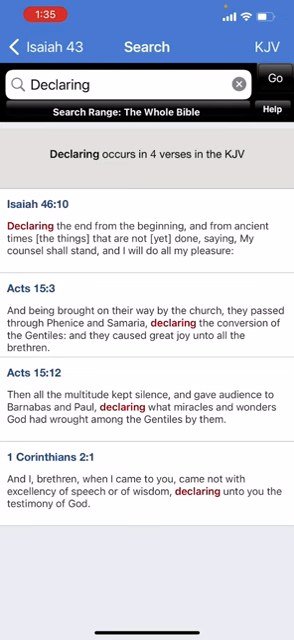 1:35
Isaiah 43
Search
KJV
Declaring
Go
Search Range: The Whole Bible
Help
Declaring occurs in 4 verses in the KJV
Isaiah 46:10
Declaring the end from the beginning, and from ancient
times [the things] that are not [yet] done, saying, My
counsel shall stand, and I will do all my pleasure:
Acts 15:3
And being brought on their way by the church, they passed
through Phenice and Samaria, declaring the conversion of
the Gentiles: and they caused great joy unto all the
brethren.
Acts 15:12
Then all the multitude kept silence, and gave audience to
Barnabas and Paul, declaring what miracles and wonders
God had wrought among the Gentiles by them.
1 Corinthians 2:1
And I, brethren, when I came to you, came not with
excellency of speech or of wisdom, declaring unto you the
testimony of God.